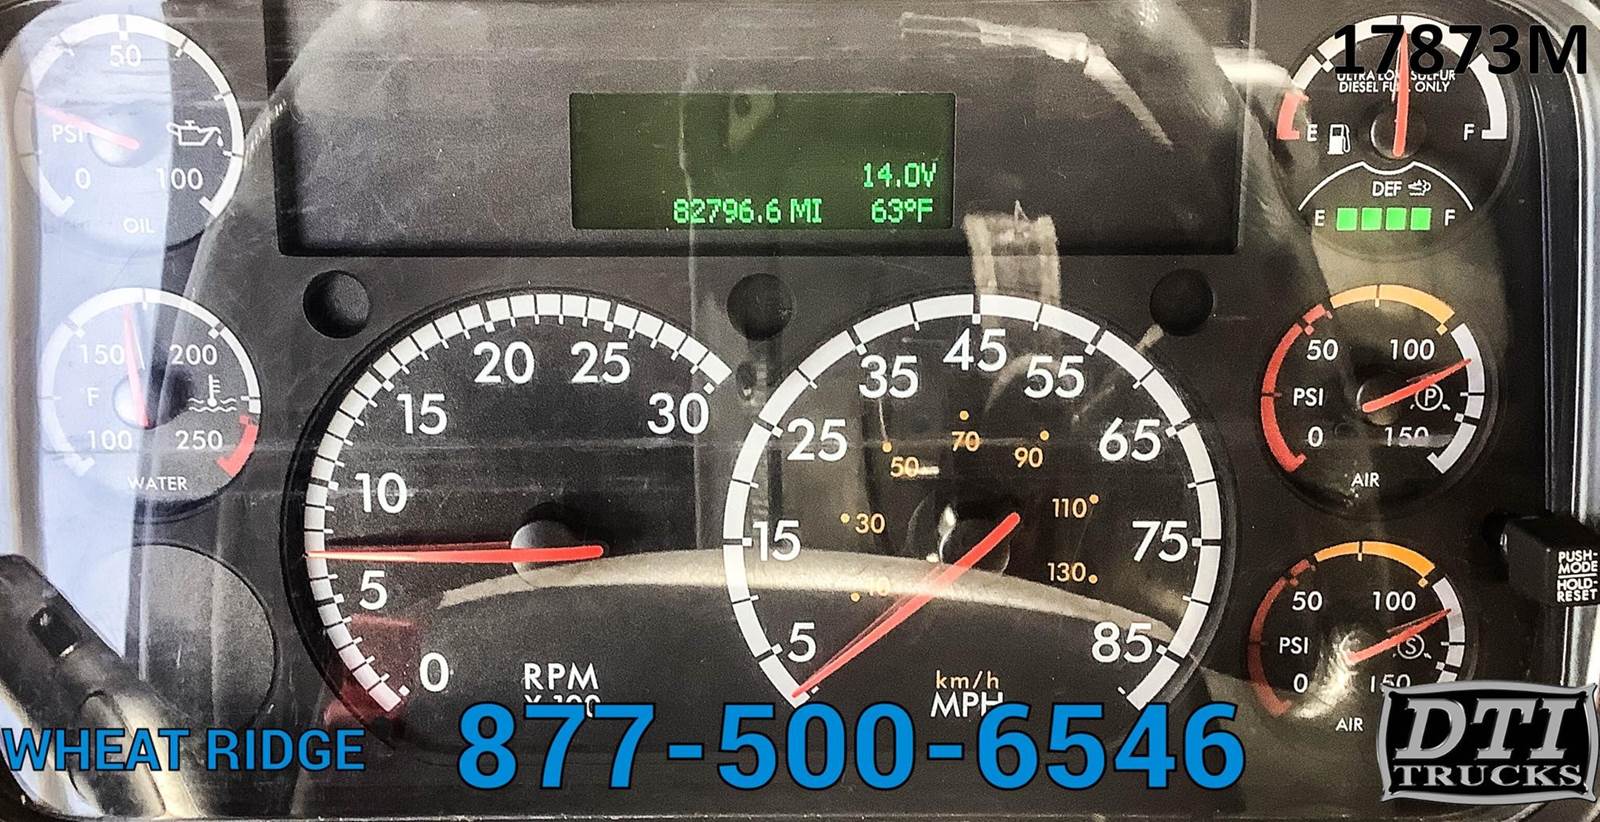 17873M
50
PSI
0 100
OIL
14.0V
82796.6 MI 63°F
ULTRA LOW SULFUR
DIESEL FUEL ONLY
E F
DEF
E F
150 200
F
100 250
WATER
0 5 10 15 20 25 30
RPM
X 100
5 15 25 35 45 55 65 75 85
10 30 50 70 90 110 130
km/h
MPH
50 100
PSI P
0 150
AIR
PUSH-
MODE
HOLD-
RESET
50 100
PSI S
0 150
AIR
WHEAT RIDGE
877-500-6546
DTI
TRUCKS